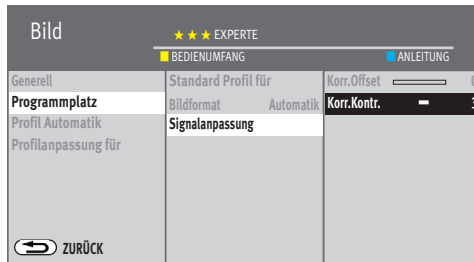 Bild
★★★ EXPERTE
BEDIENUMFANG
ANLEITUNG
Generell
Programmplatz
Profil Automatik
Profilanpassung für
Standard Profil für
Bildformat Automatik
Signalanpassung
Korr.Offset
Korr.Kontr.
ZURÜCK